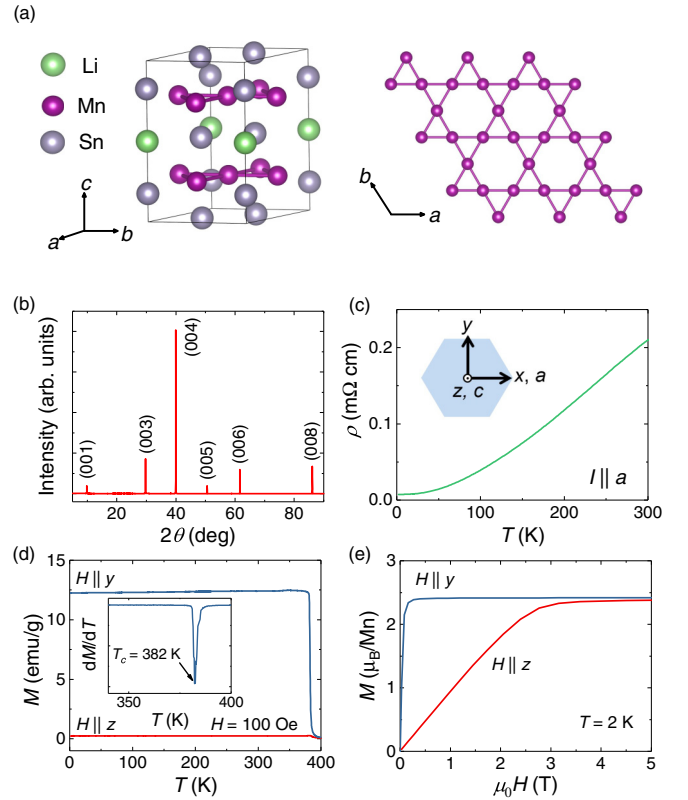 (a)
Li
Mn
Sn
c
a
b
b
a
(b)
Intensity (arb. units)
(001)
(003)
(004)
(005)
(006)
(008)
20 40 60 80
2θ (deg)
(c)
ρ (mΩ cm)
0.2
0.1
0.0
y
x, a
z, c
I || a
0 100 200 300
T (K)
(d)
M (emu/g)
15
10
5
0
H || y
dM/dT
T_c = 382 K
350 400
T (K)
H || z
H = 100 Oe
0 100 200 300 400
T (K)
(e)
M (μ_B/Mn)
3
2
1
0
H || y
H || z
T = 2 K
0 1 2 3 4 5
μ_0H (T)